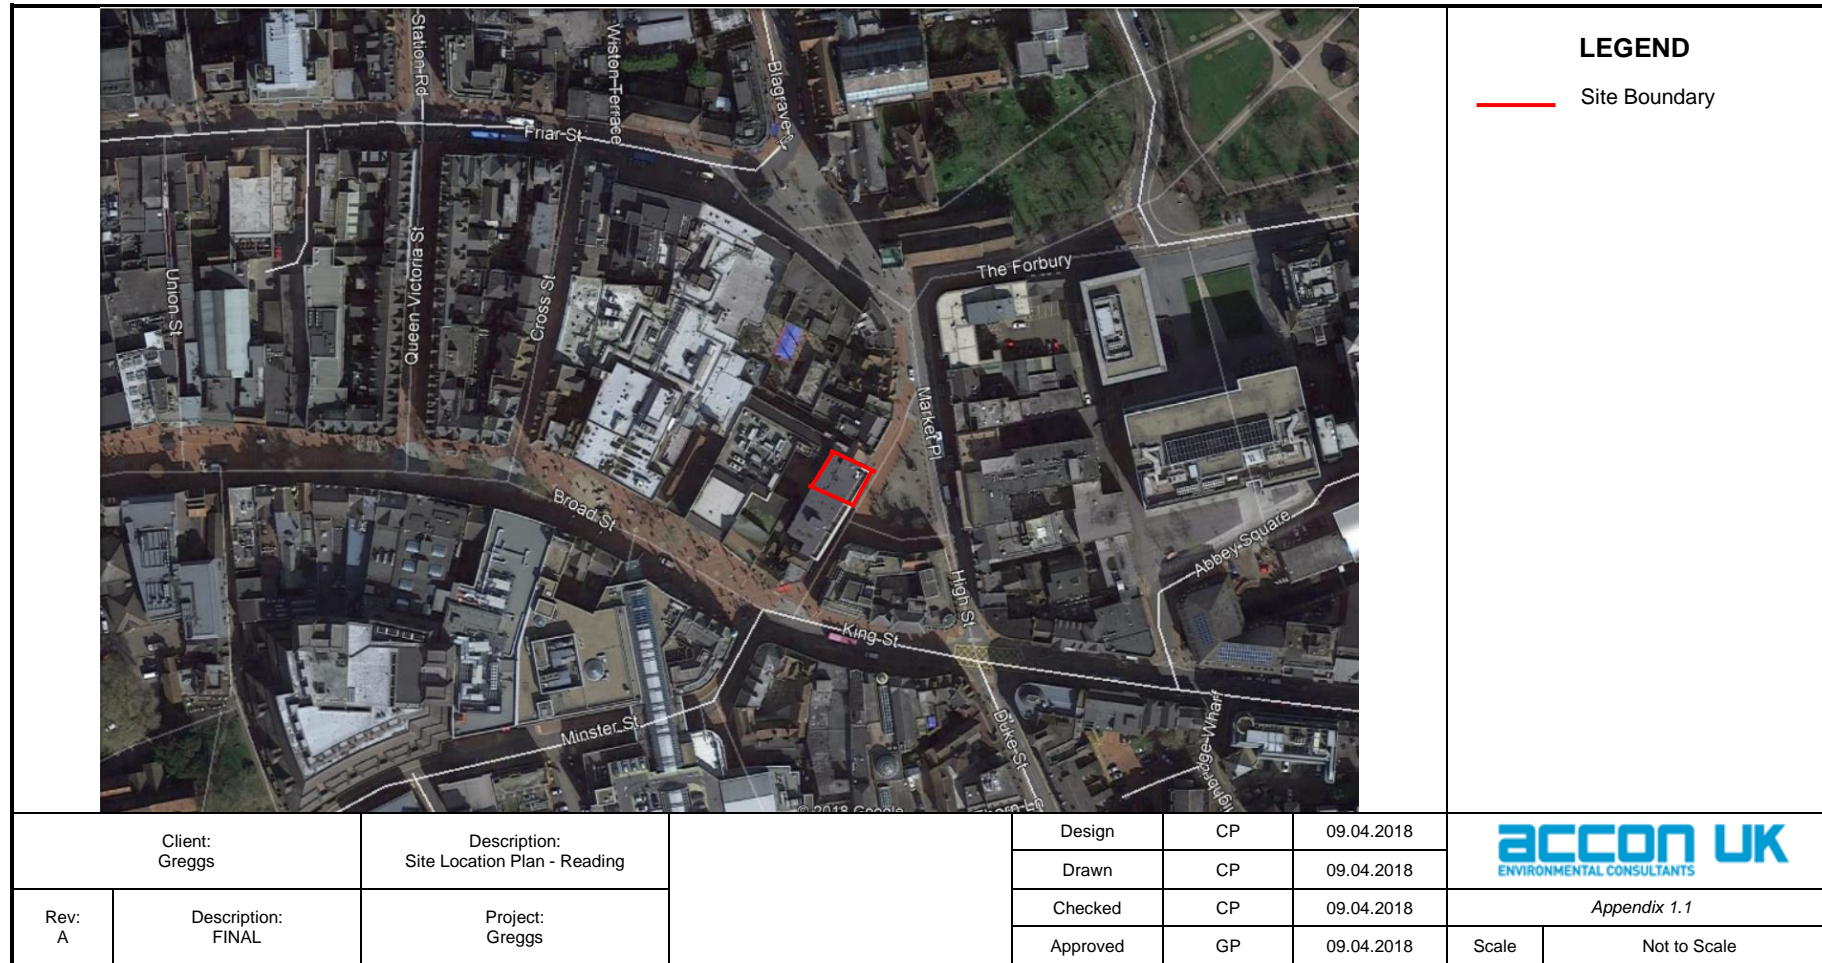 LEGEND
Site Boundary
Station Rd
Wiston Terrace
Blagrave St
Friar St
Union St
Queen Victoria St
Cross St
The Forbury
Market Pl
Broad St
Abbey Square
High St
King St
Minster St
Duke St
© 2018 Google
Client:
Greggs
Description:
Site Location Plan - Reading
Rev:
A
Description:
FINAL
Project:
Greggs
Design CP 09.04.2018
Drawn CP 09.04.2018
Checked CP 09.04.2018
Approved GP 09.04.2018
accon UK
ENVIRONMENTAL CONSULTANTS
Appendix 1.1
Scale Not to Scale